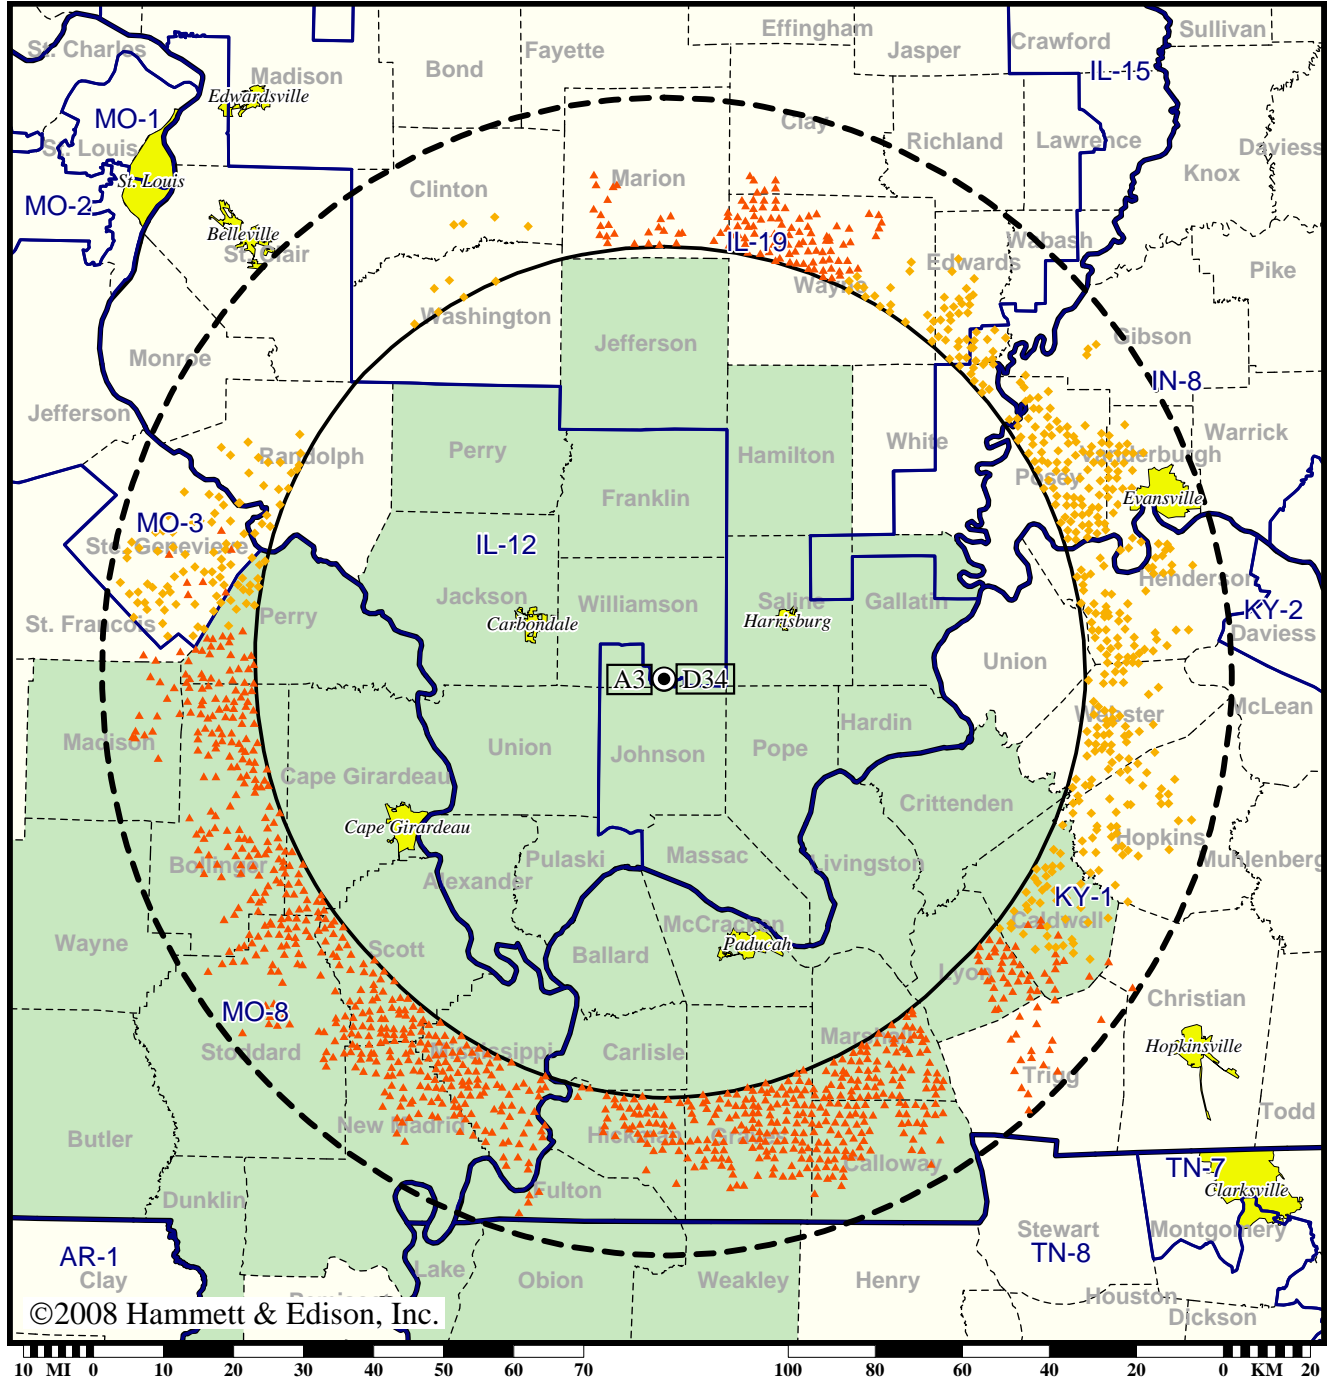 Effingham
Sullivan
St. Charles
Fayette
Jasper
Crawford
Madison
Bond
IL-15
Edwardsville
MO-1
Clay
Richland
Lawrence
St. Louis
Daviess
Knox
St. Louis
Clinton
Marion
MO-2
Belleville
IL-19
Wabash
St. Clair
Edwards
Pike
Wayne
Washington
Gibson
Jefferson
Monroe
IN-8
Jefferson
Warrick
White
Perry
Randolph
Hamilton
Vanderburgh
Posey
Franklin
Evansville
MO-3
Ste. Genevieve
IL-12
Henderson
Jackson
Williamson
Saline
Gallatin
KY-2
Perry
St. Francois
Carbondale
Harrisburg
Daviess
Union
A3
D34
McLean
Webster
Hardin
Madison
Union
Johnson
Pope
Cape Girardeau
Crittenden
Cape Girardeau
Hopkins
Pulaski
Massac
Livingston
Muhlenberg
Bollinger
Alexander
KY-1
McCracken
Caldwell
Wayne
Scott
Ballard
Paducah
Lyon
Christian
MO-8
Marshall
Hopkinsville
Stoddard
Mississippi
Carlisle
Trigg
Todd
New Madrid
Butler
Hickman
Graves
Calloway
TN-7
Clarksville
Dunklin
Fulton
Stewart
Montgomery
TN-8
AR-1
Clay
Lake
Obion
Weakley
Henry
Houston
Dickson
©2008 Hammett & Edison, Inc.
10 MI 0 10 20 30 40 50 60 70 100 80 60 40 20 0 KM 20